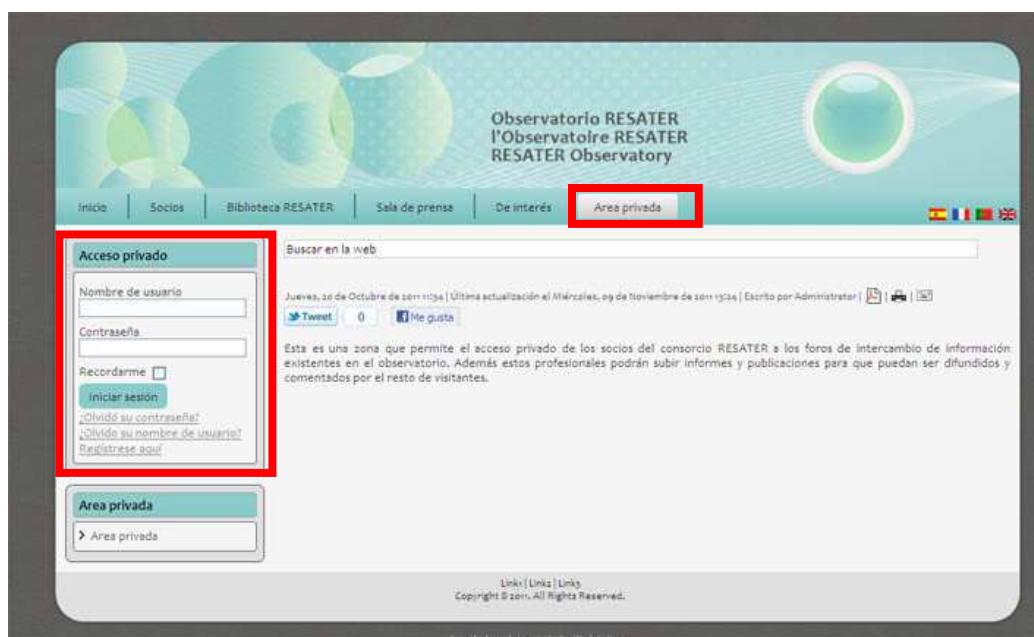 Observatorio RESATER
l'Observatoire RESATER
RESATER Observatory
Inicio
Socios
Biblioteca RESATER
Sala de prensa
De interés
Area privada
Acceso privado
Nombre de usuario
Contraseña
Recordarme
Iniciar sesión
¿Olvidó su contraseña?
¿Olvido su nombre de usuario?
Regístrese aquí
Area privada
Area privada
Buscar en la web
Jueves, 20 de Octubre de 2011 11:54 | Última actualización el Miércoles, 09 de Noviembre de 2011 13:24 | Escrito por Administrator |
Tweet 0 Me gusta
Esta es una zona que permite el acceso privado de los socios del consorcio RESATER a los foros de intercambio de información
existentes en el observatorio. Además estos profesionales podrán subir informes y publicaciones para que puedan ser difundidos y
comentados por el resto de visitantes.
Link1 | Link2 | Link3
Copyright © 2011. All Rights Reserved.